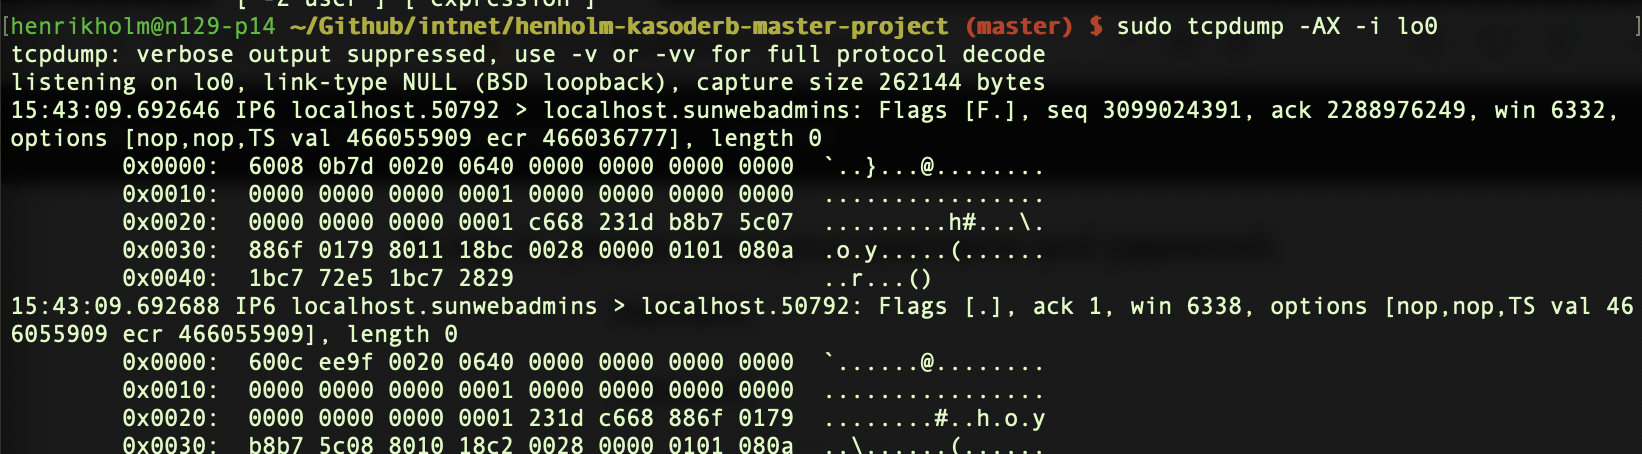 [-z user] [ expression ]
[henrikholm@n129-p14 ~/Github/intnet/henholm-kasoderb-master-project (master) $ sudo tcpdump -AX -i lo0 ]
tcpdump: verbose output suppressed, use -v or -vv for full protocol decode
listening on lo0, link-type NULL (BSD loopback), capture size 262144 bytes
15:43:09.692646 IP6 localhost.50792 > localhost.sunwebadmins: Flags [F.], seq 3099024391, ack 2288976249, win 6332,
options [nop,nop,TS val 466055909 ecr 466036777], length 0
0x0000:  6008 0b7d 0020 0640 0000 0000 0000 0000  `..}...@........
0x0010:  0000 0000 0000 0001 0000 0000 0000 0000  ................
0x0020:  0000 0000 0000 0001 c668 231d b8b7 5c07  .........h#...\.
0x0030:  886f 0179 8011 18bc 0028 0000 0101 080a  .o.y.....(......
0x0040:  1bc7 72e5 1bc7 2829                      ..r...()
15:43:09.692688 IP6 localhost.sunwebadmins > localhost.50792: Flags [.], ack 1, win 6338, options [nop,nop,TS val 46
6055909 ecr 466055909], length 0
0x0000:  600c ee9f 0020 0640 0000 0000 0000 0000  `......@........
0x0010:  0000 0000 0000 0001 0000 0000 0000 0000  ................
0x0020:  0000 0000 0000 0001 231d c668 886f 0179  ........#..h.o.y
0x0030:  b8b7 5c08 8010 18c2 0028 0000 0101 080a  ..\......(......